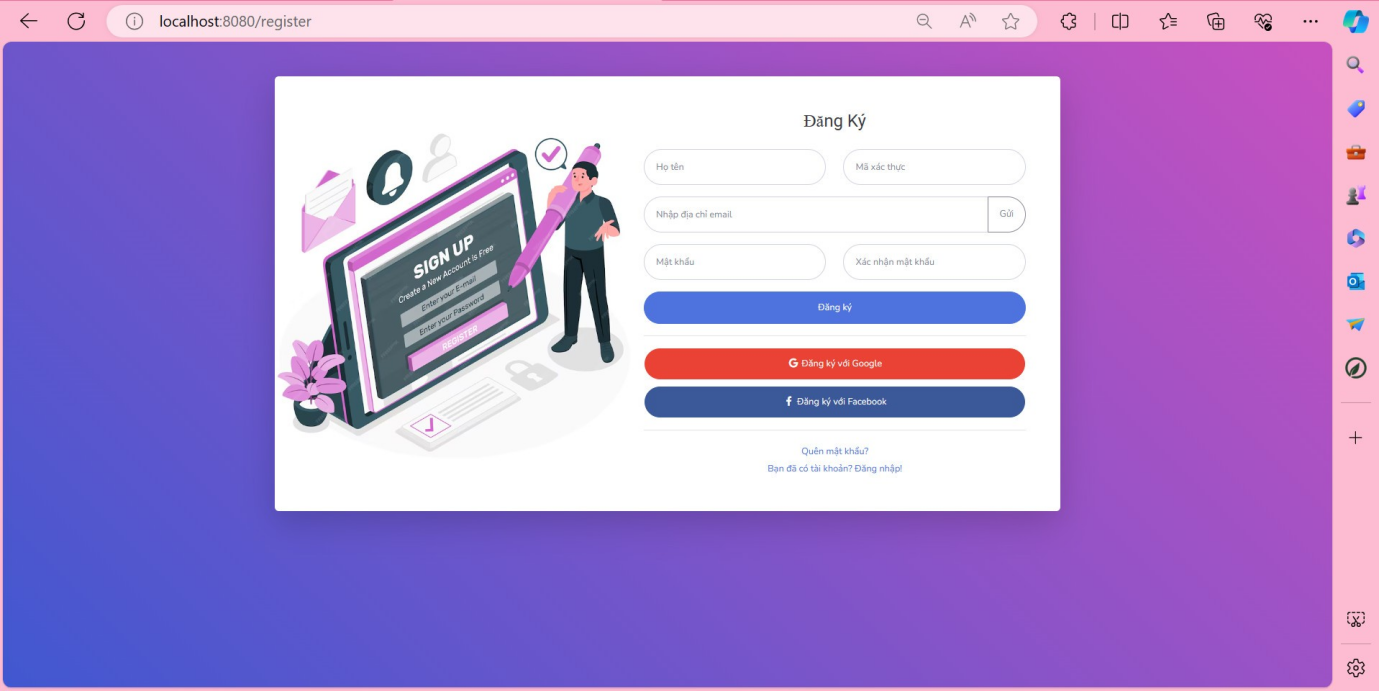 localhost:8080/register
Đăng Ký
Họ tên
Mã xác thực
Nhập địa chỉ email
Gửi
Mật khẩu
Xác nhận mật khẩu
Đăng ký
Đăng ký với Google
Đăng ký với Facebook
Quên mật khẩu?
Bạn đã có tài khoản? Đăng nhập!
SIGN UP
Create a New Account is Free
Enter your E-mail
Enter your Password
REGISTER